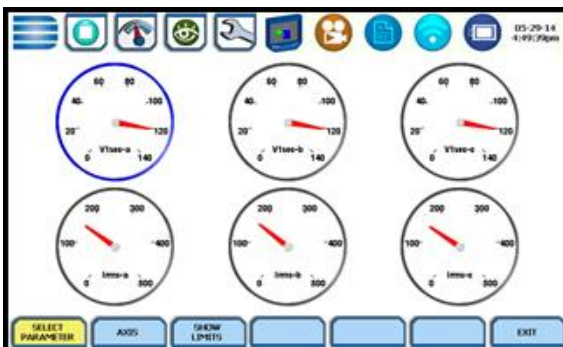 05-29-14
4:49:39pm
60 80
40 100
20 120
0 V1sec-a 140
60 80
40 100
20 120
0 V1sec-b 140
60 80
40 100
20 120
0 V1sec-c 140
200 300
100 400
0 Irms-a 500
200 300
100 400
0 Irms-b 500
200 300
100 400
0 Irms-c 500
SELECT
PARAMETER
AXIS
SHOW
LIMITS
EXIT